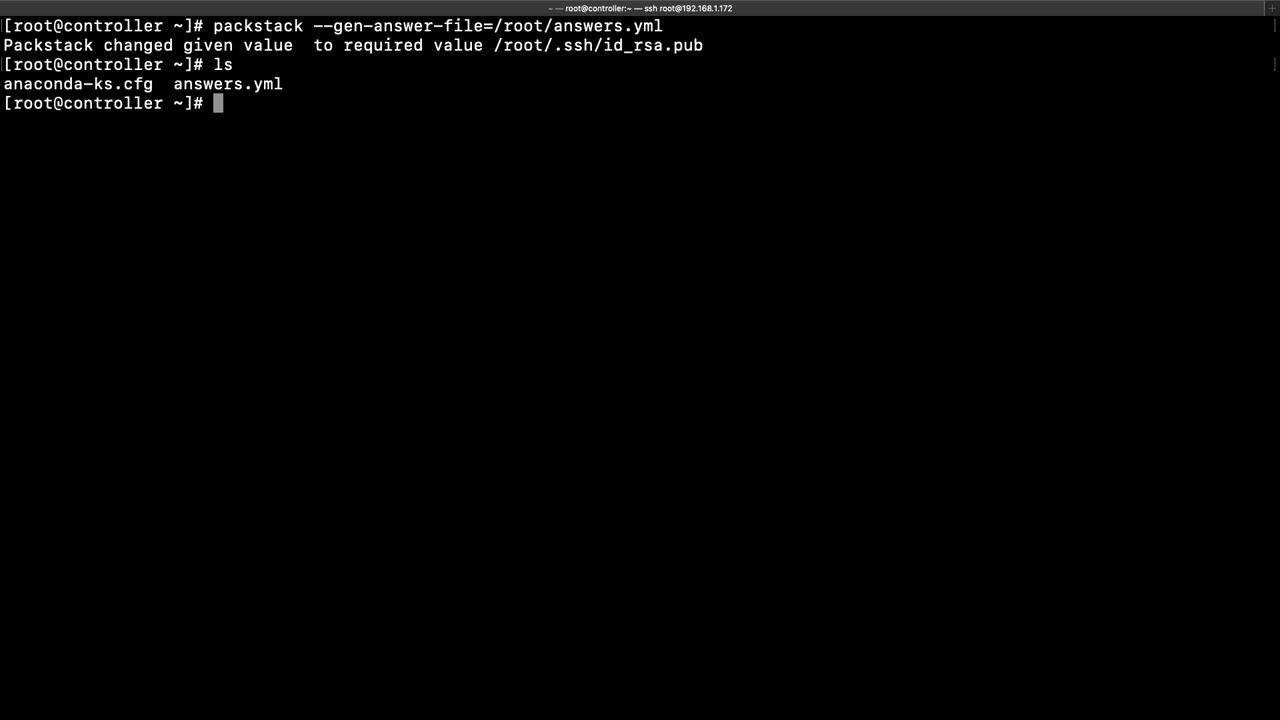 ~ — root@controller:~ — ssh root@192.168.1.172
[root@controller ~]# packstack --gen-answer-file=/root/answers.yml
Packstack changed given value  to required value /root/.ssh/id_rsa.pub
[root@controller ~]# ls
anaconda-ks.cfg  answers.yml
[root@controller ~]#